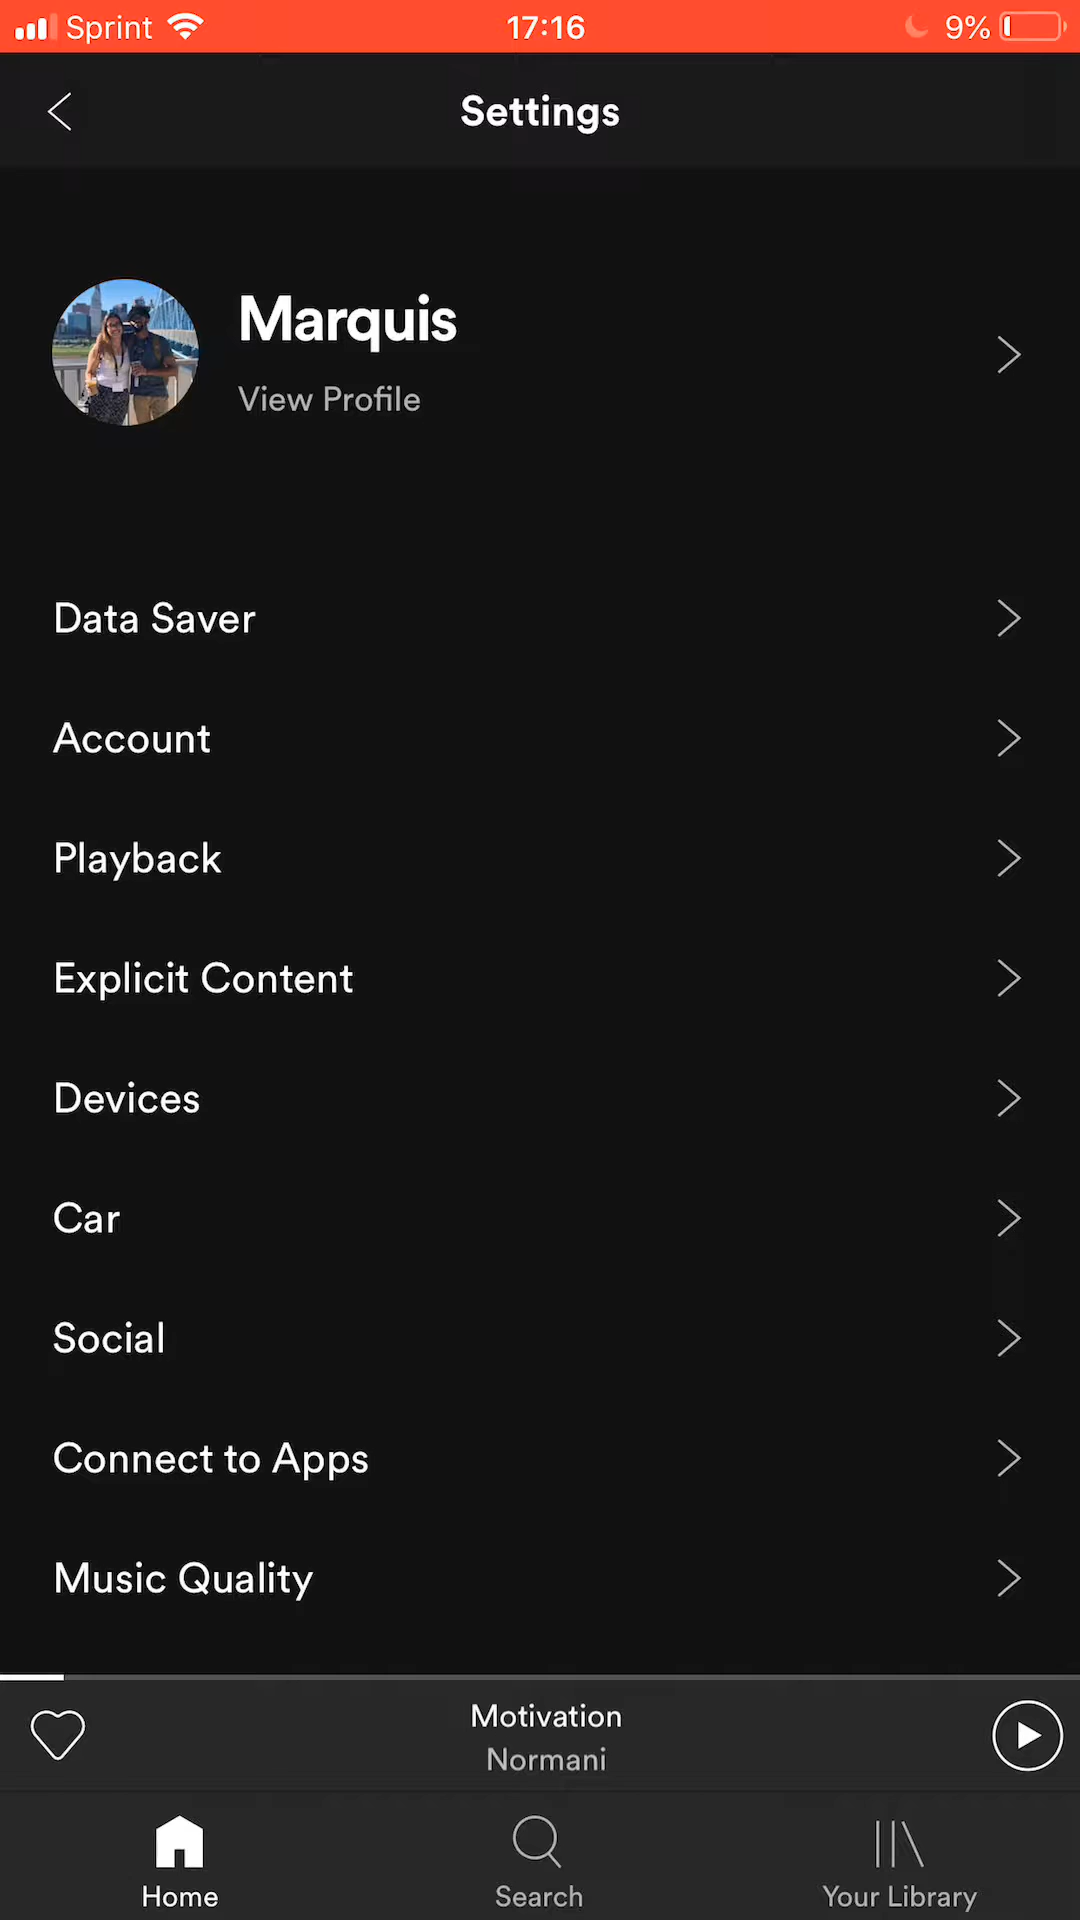 Sprint 17:16 9%
Settings
Marquis
View Profile
Data Saver
Account
Playback
Explicit Content
Devices
Car
Social
Connect to Apps
Music Quality
Motivation
Normani
Home Search Your Library